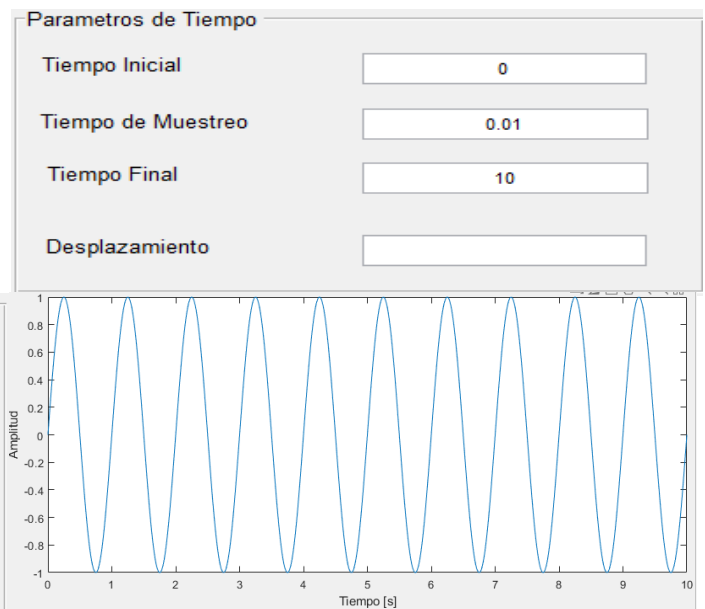 Parametros de Tiempo
Tiempo Inicial 0
Tiempo de Muestreo 0.01
Tiempo Final 10
Desplazamiento
1
0.8
0.6
0.4
0.2
0
-0.2
-0.4
-0.6
-0.8
-1
Amplitud
0 1 2 3 4 5 6 7 8 9 10
Tiempo [s]